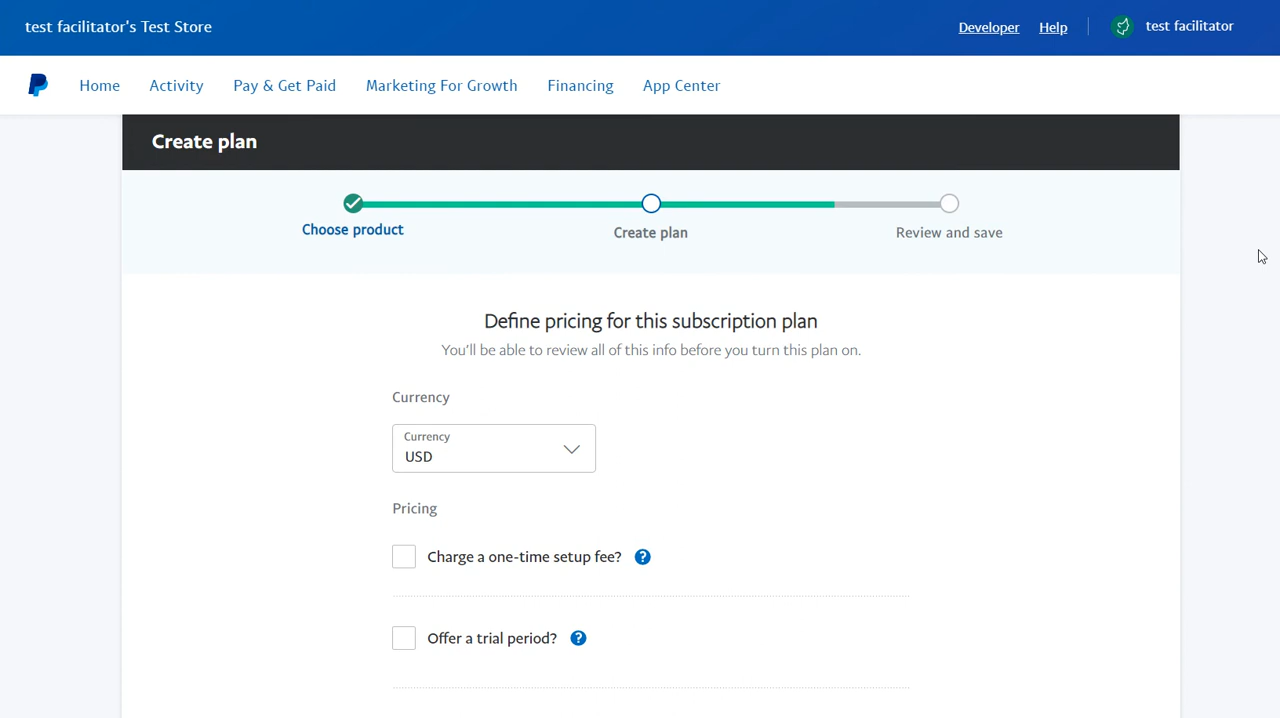 test facilitator's Test Store
Developer Help test facilitator
Home Activity Pay & Get Paid Marketing For Growth Financing App Center
Create plan
Choose product Create plan Review and save
Define pricing for this subscription plan
You'll be able to review all of this info before you turn this plan on.
Currency
Currency
USD
Pricing
Charge a one-time setup fee? ?
Offer a trial period? ?